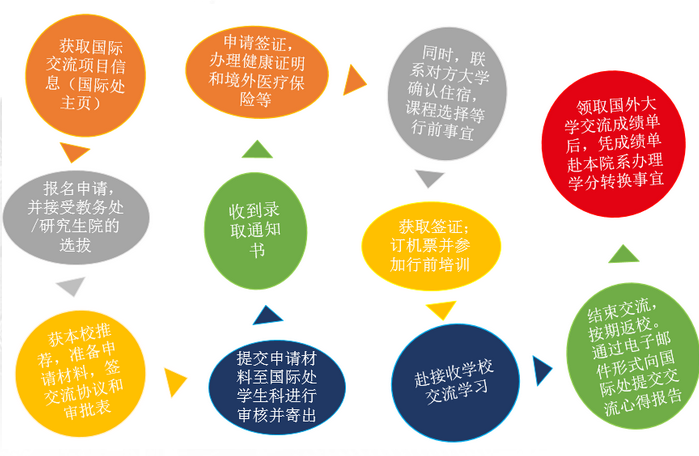 获取国际
交流项目信
息（国际处
主页）
报名申请，
并接受教务处
/研究生院的
选拔
获本校推
荐，准备申
请材料，签
交流协议和
审批表
提交申请材
料至国际处
学生科进行
审核并寄出
收到录
取通知
书
申请签证，
办理健康证明
和境外医疗保
险等
同时，联
系对方大学
确认住宿，
课程选择等
行前事宜
获取签证；
订机票并参
加行前培训
赴接收学校
交流学习
结束交流，
按期返校。
通过电子邮
件形式向国
际处提交交
流心得报告
领取国外大
学交流成绩单
后，凭成绩单
赴本院系办理
学分转换事宜